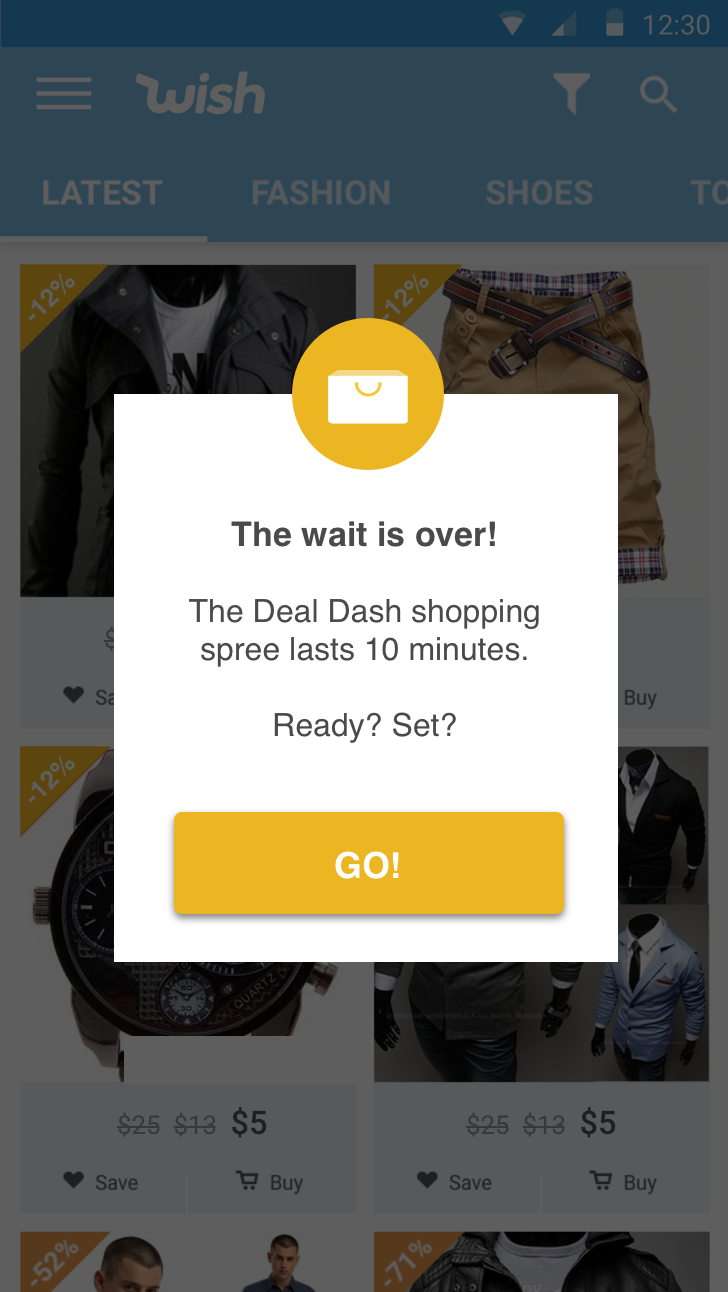 12:30
wish
LATEST FASHION SHOES TO
-12% -12%
N
The wait is over!
The Deal Dash shopping
spree lasts 10 minutes.
Ready? Set?
GO!
Sa Buy
-12%
60
QUARTZ
$25 $13 $5 $25 $13 $5
Save Buy Save Buy
-52% -71%